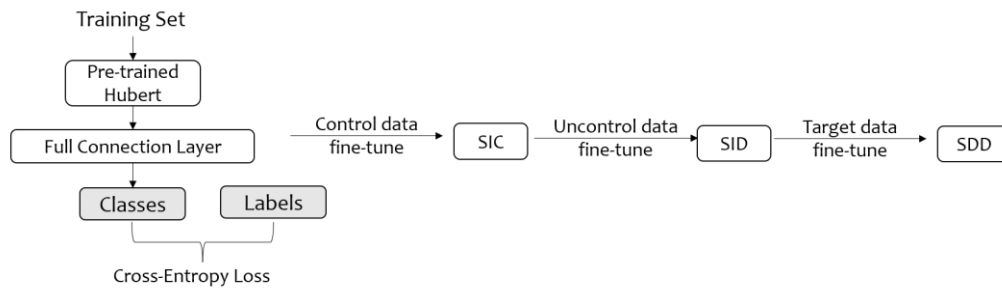 Training Set
Pre-trained
Hubert
Full Connection Layer
Classes
Labels
Cross-Entropy Loss
Control data
fine-tune
SIC
Uncontrol data
fine-tune
SID
Target data
fine-tune
SDD